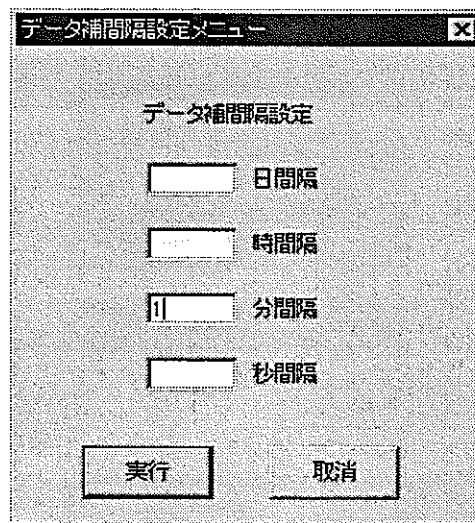 データ補間隔設定メニュー
データ補間隔設定
日間隔
時間隔
1 分間隔
秒間隔
実行 取消